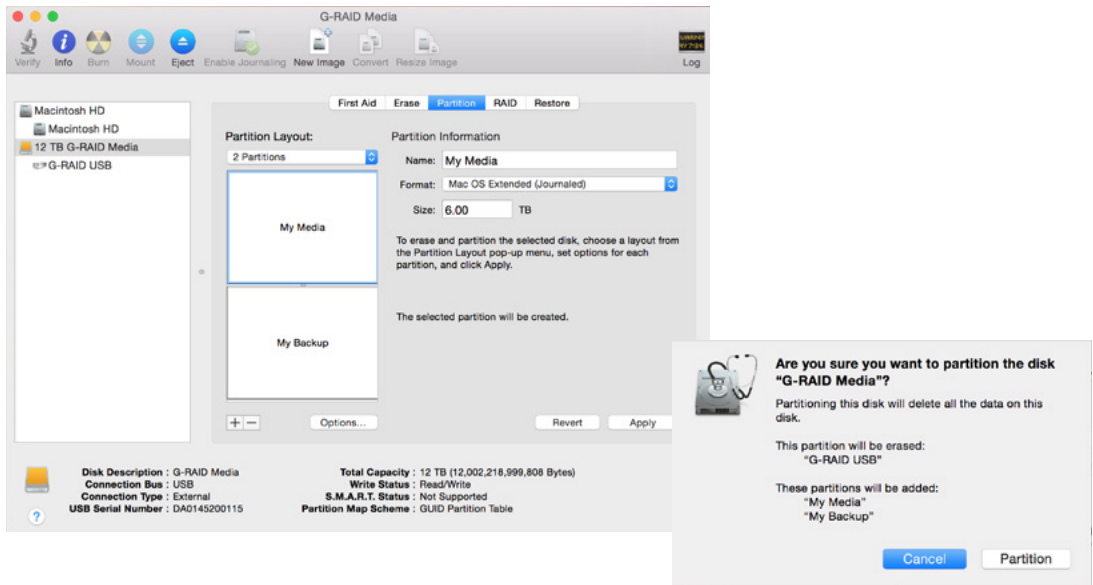 G-RAID Media
Verify Info Burn Mount Eject Enable Journaling New Image Convert Resize Image Log
Macintosh HD
Macintosh HD
12 TB G-RAID Media
G-RAID USB
First Aid Erase Partition RAID Restore
Partition Layout:
2 Partitions
My Media
My Backup
+ −
Options...
Partition Information
Name: My Media
Format: Mac OS Extended (Journaled)
Size: 6.00 TB
To erase and partition the selected disk, choose a layout from
the Partition Layout pop-up menu, set options for each
partition, and click Apply.
The selected partition will be created.
Revert Apply
Disk Description : G-RAID Media
Connection Bus : USB
Connection Type : External
USB Serial Number : DA0145200115
Total Capacity : 12 TB (12,002,218,999,808 Bytes)
Write Status : Read/Write
S.M.A.R.T. Status : Not Supported
Partition Map Scheme : GUID Partition Table
?
Are you sure you want to partition the disk
“G-RAID Media”?
Partitioning this disk will delete all the data on this
disk.
This partition will be erased:
“G-RAID USB”
These partitions will be added:
“My Media”
“My Backup”
Cancel Partition